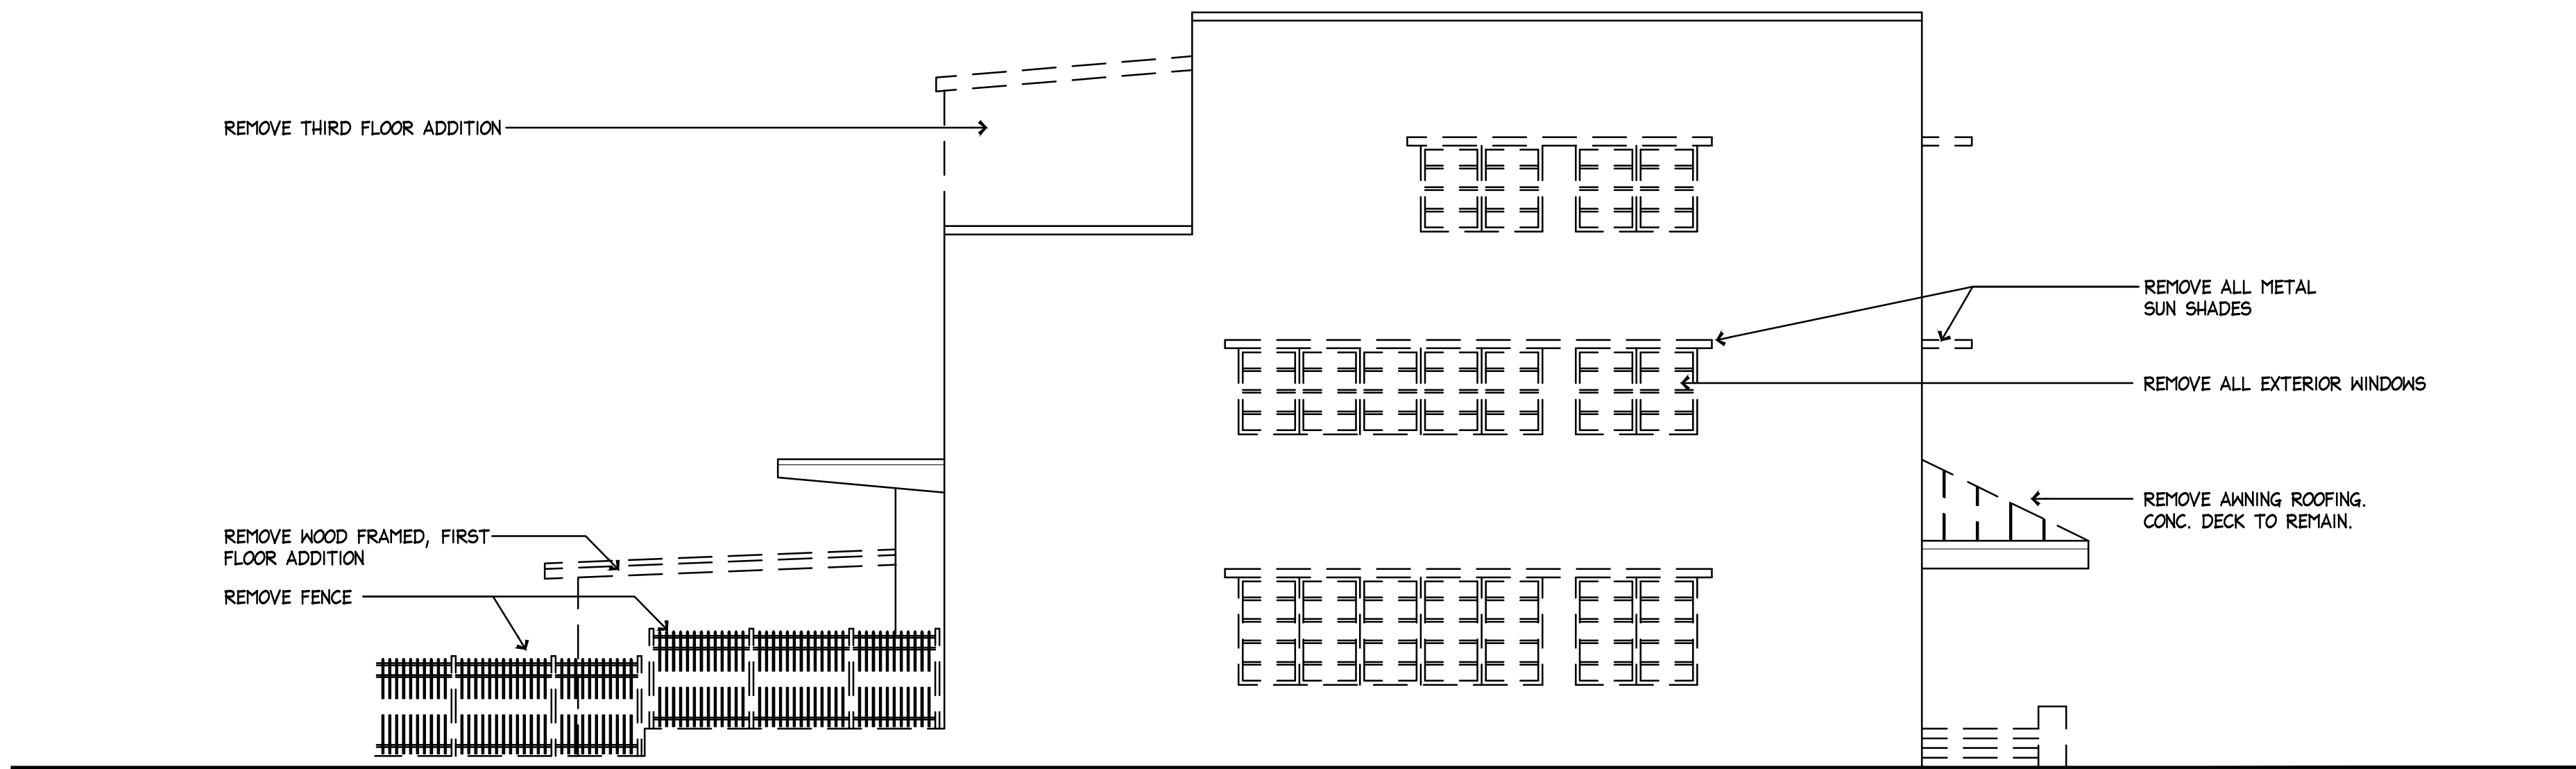 REMOVE THIRD FLOOR ADDITION
REMOVE ALL METAL
SUN SHADES
REMOVE ALL EXTERIOR WINDOWS
REMOVE AWNING ROOFING.
CONC. DECK TO REMAIN.
REMOVE WOOD FRAMED, FIRST
FLOOR ADDITION
REMOVE FENCE